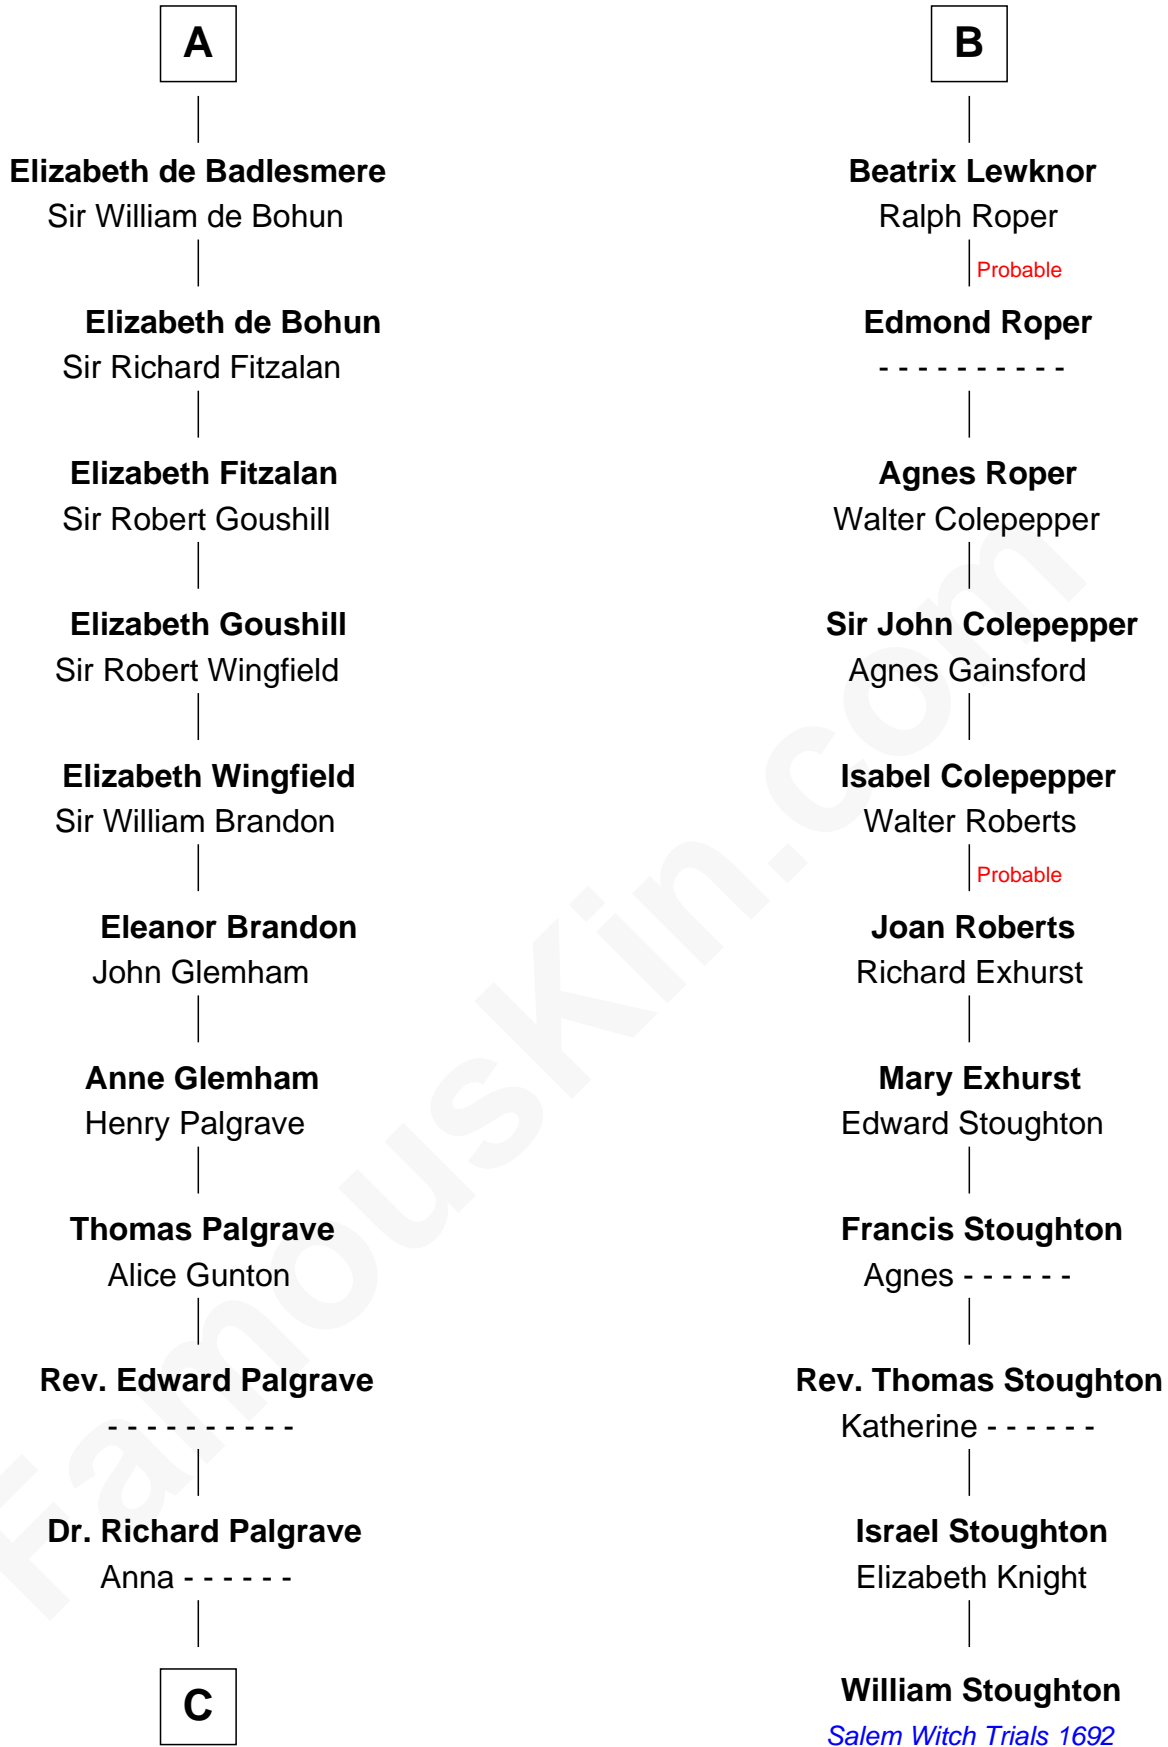 A
Elizabeth de Badlesmere
Sir William de Bohun
Elizabeth de Bohun
Sir Richard Fitzalan
Elizabeth Fitzalan
Sir Robert Goushill
Elizabeth Goushill
Sir Robert Wingfield
Elizabeth Wingfield
Sir William Brandon
Eleanor Brandon
John Glemham
Anne Glemham
Henry Palgrave
Thomas Palgrave
Alice Gunton
Rev. Edward Palgrave
- - - - - - - - - -
Dr. Richard Palgrave
Anna - - - - - -
C
B
Beatrix Lewknor
Ralph Roper
Probable
Edmond Roper
- - - - - - - - - -
Agnes Roper
Walter Colepepper
Sir John Colepepper
Agnes Gainsford
Isabel Colepepper
Walter Roberts
Probable
Joan Roberts
Richard Exhurst
Mary Exhurst
Edward Stoughton
Francis Stoughton
Agnes - - - - - -
Rev. Thomas Stoughton
Katherine - - - - - -
Israel Stoughton
Elizabeth Knight
William Stoughton
Salem Witch Trials 1692
FamousKin.com